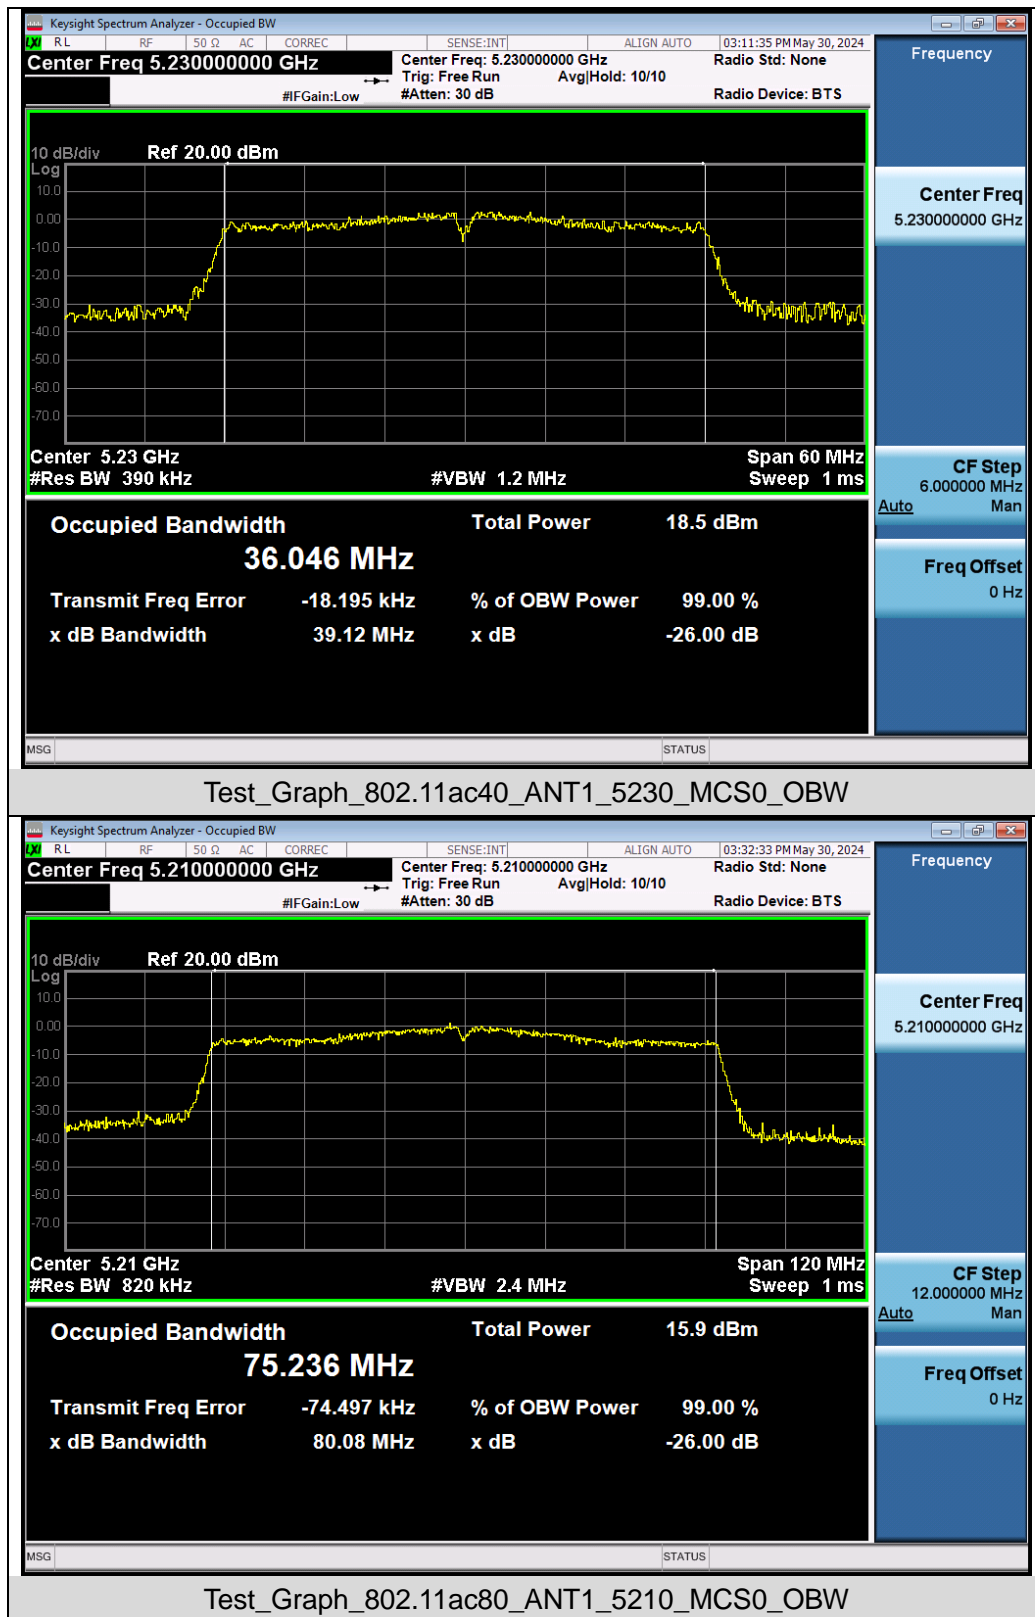 Keysight Spectrum Analyzer - Occupied BW
LXI RL RF 50 Ω AC CORREC SENSE:INT ALIGN AUTO 03:11:35 PM May 30, 2024
Center Freq 5.230000000 GHz Center Freq: 5.230000000 GHz Radio Std: None
Trig: Free Run Avg|Hold: 10/10
#IFGain:Low #Atten: 30 dB Radio Device: BTS
Frequency
10 dB/div Ref 20.00 dBm
Log
10.0
0.00
-10.0
-20.0
-30.0
-40.0
-50.0
-60.0
-70.0
Center 5.23 GHz Span 60 MHz
#Res BW 390 kHz #VBW 1.2 MHz Sweep 1 ms
Center Freq
5.230000000 GHz
CF Step
6.000000 MHz
Auto Man
Freq Offset
0 Hz
Occupied Bandwidth Total Power 18.5 dBm
36.046 MHz
Transmit Freq Error -18.195 kHz % of OBW Power 99.00 %
x dB Bandwidth 39.12 MHz x dB -26.00 dB
MSG STATUS
Test_Graph_802.11ac40_ANT1_5230_MCS0_OBW
Keysight Spectrum Analyzer - Occupied BW
LXI RL RF 50 Ω AC CORREC SENSE:INT ALIGN AUTO 03:32:33 PM May 30, 2024
Center Freq 5.210000000 GHz Center Freq: 5.210000000 GHz Radio Std: None
Trig: Free Run Avg|Hold: 10/10
#IFGain:Low #Atten: 30 dB Radio Device: BTS
Frequency
10 dB/div Ref 20.00 dBm
Log
10.0
0.00
-10.0
-20.0
-30.0
-40.0
-50.0
-60.0
-70.0
Center 5.21 GHz Span 120 MHz
#Res BW 820 kHz #VBW 2.4 MHz Sweep 1 ms
Center Freq
5.210000000 GHz
CF Step
12.000000 MHz
Auto Man
Freq Offset
0 Hz
Occupied Bandwidth Total Power 15.9 dBm
75.236 MHz
Transmit Freq Error -74.497 kHz % of OBW Power 99.00 %
x dB Bandwidth 80.08 MHz x dB -26.00 dB
MSG STATUS
Test_Graph_802.11ac80_ANT1_5210_MCS0_OBW